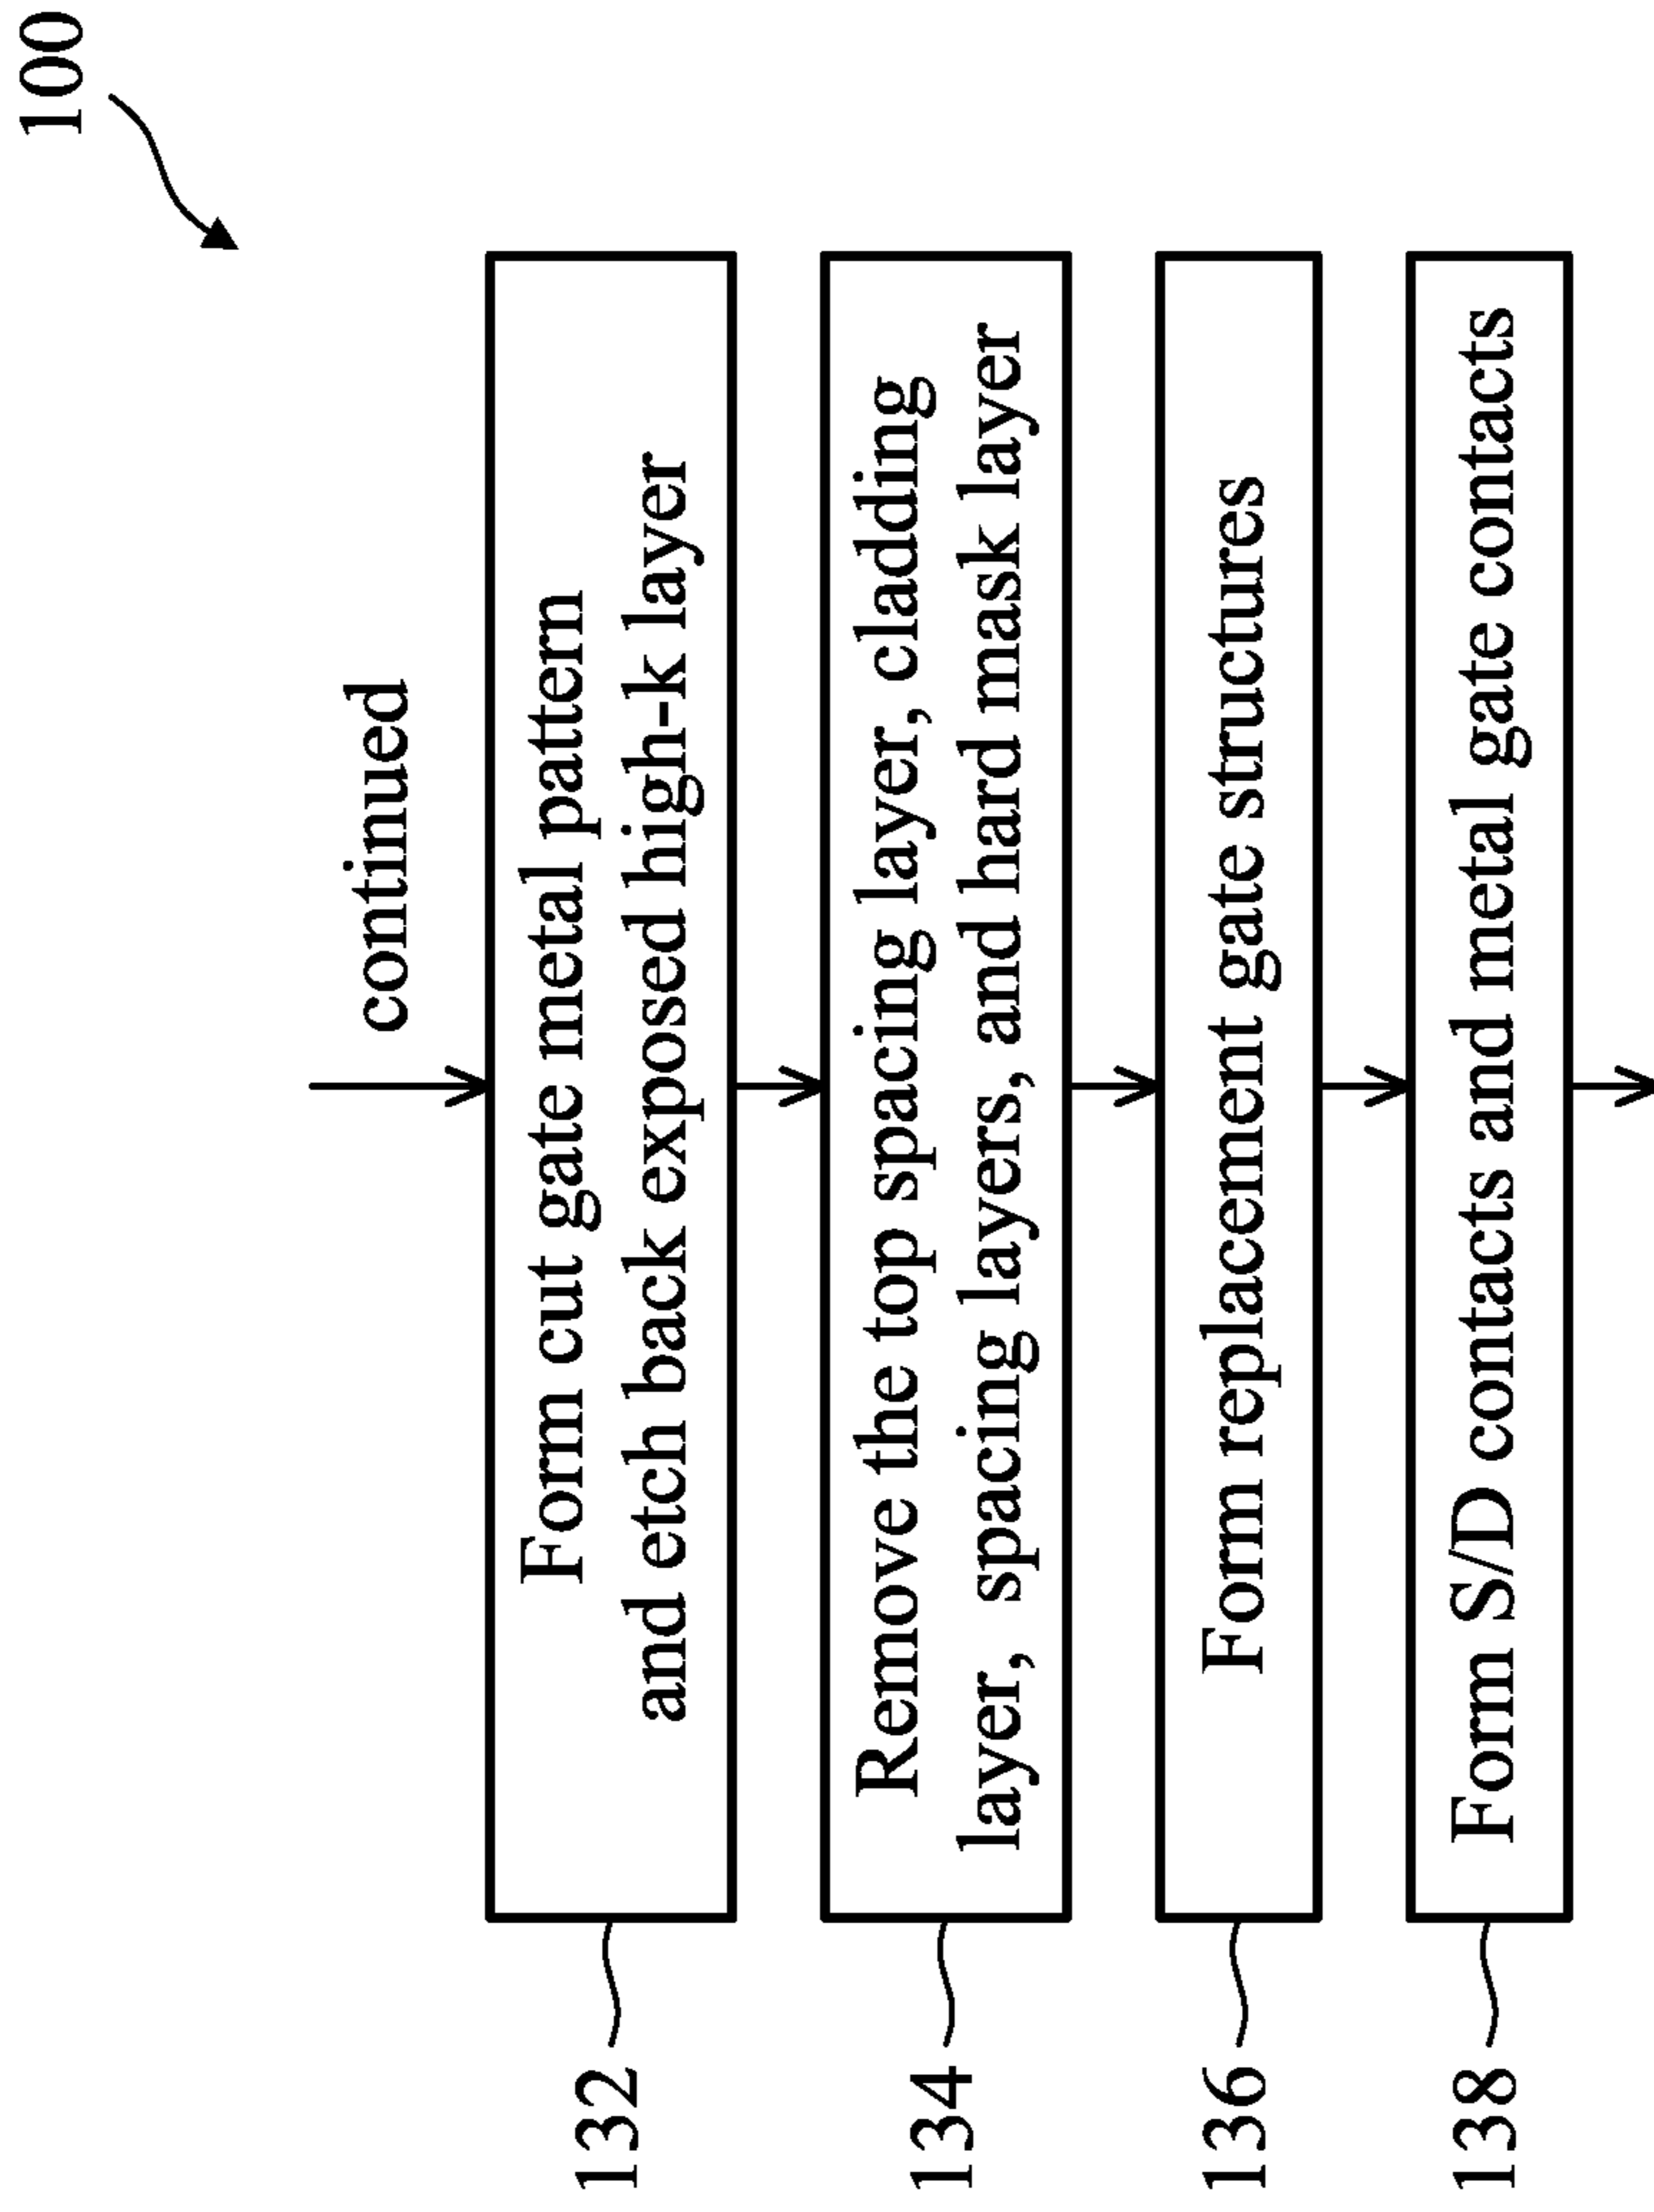 100
continued
132
Form cut gate metal pattern
and etch back exposed high-k layer
134
Remove the top spacing layer, cladding
layer, spacing layers, and hard mask layer
136
Form replacement gate structures
138
Form S/D contacts and metal gate contacts